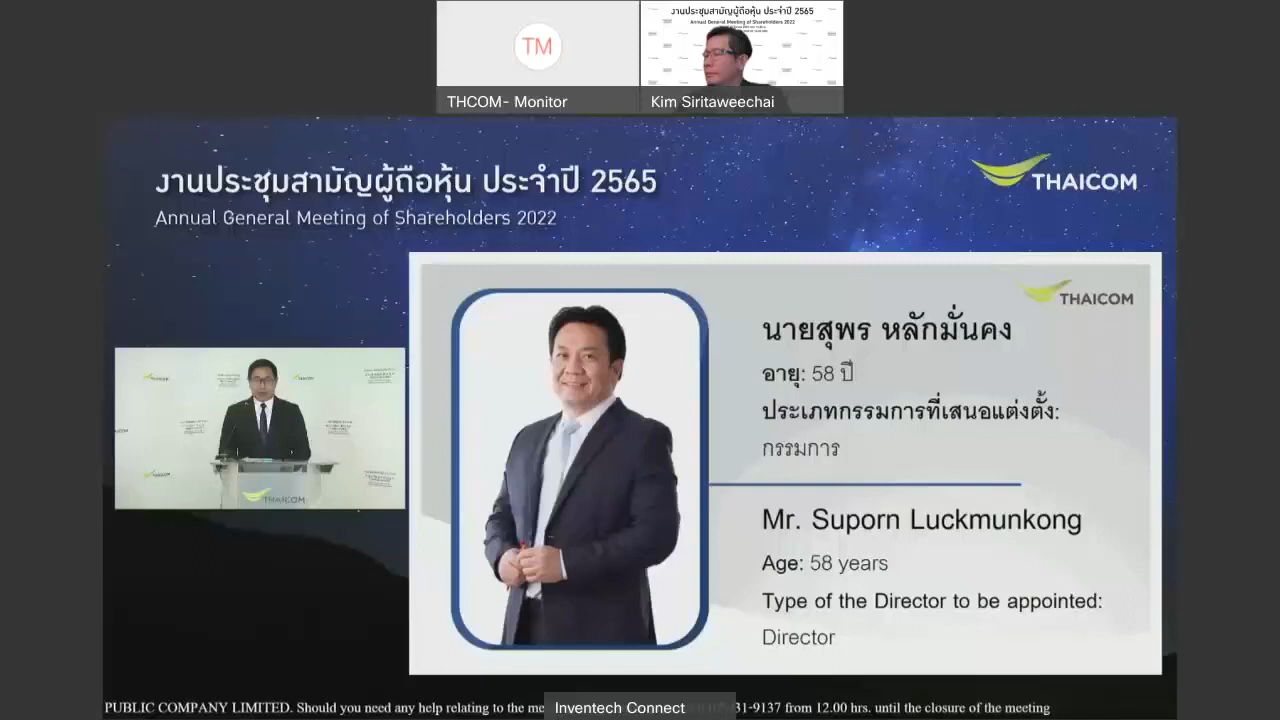 งานประชุมสามัญผู้ถือหุ้น ประจำปี 2565
Annual General Meeting of Shareholders 2022
TM
THCOM- Monitor
Kim Siritaweechai
งานประชุมสามัญผู้ถือหุ้น ประจำปี 2565
Annual General Meeting of Shareholders 2022
THAICOM
THAICOM
นายสุพร หลักมั่นคง
อายุ: 58 ปี
ประเภทกรรมการที่เสนอแต่งตั้ง:
กรรมการ
Mr. Suporn Luckmunkong
Age: 58 years
Type of the Director to be appointed:
Director
THAICOM
PUBLIC COMPANY LIMITED. Should you need any help relating to the me
Inventech Connect
31-9137 from 12.00 hrs. until the closure of the meeting